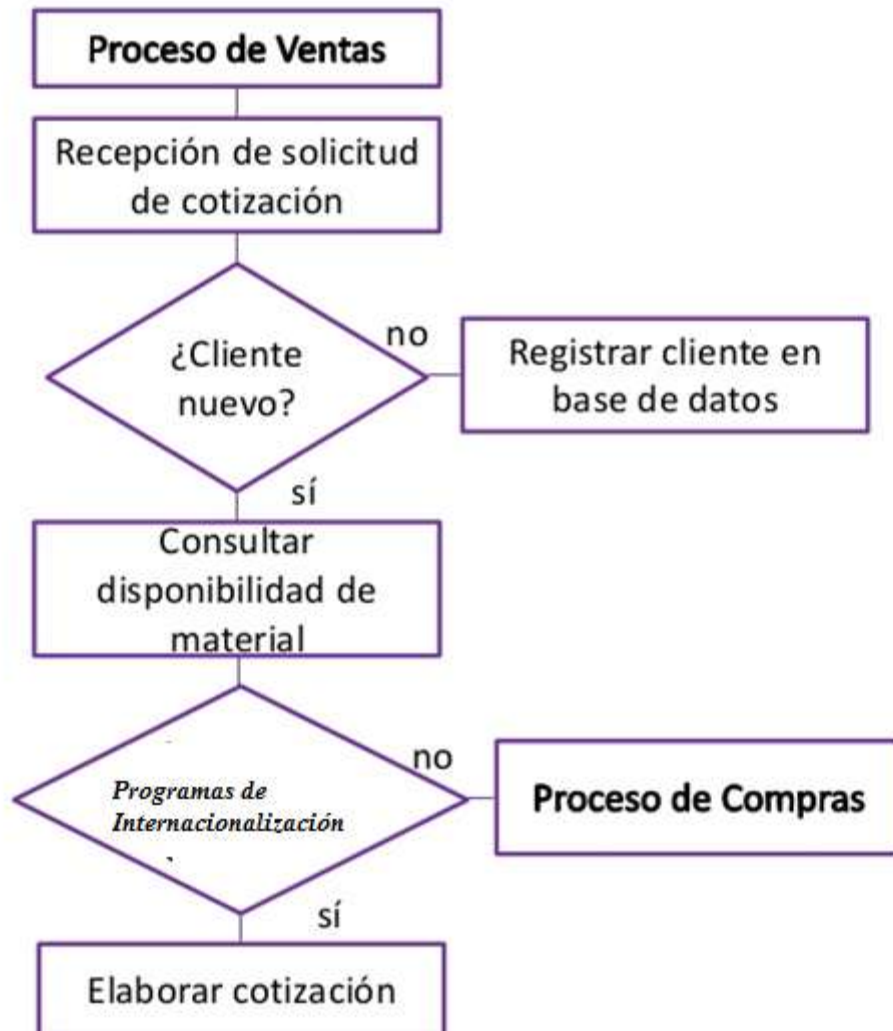 Proceso de Ventas
Recepción de solicitud
de cotización
¿Cliente
nuevo?
no
Registrar cliente en
base de datos
sí
Consultar
disponibilidad de
material
Programas de
Internacionalización
no
Proceso de Compras
sí
Elaborar cotización